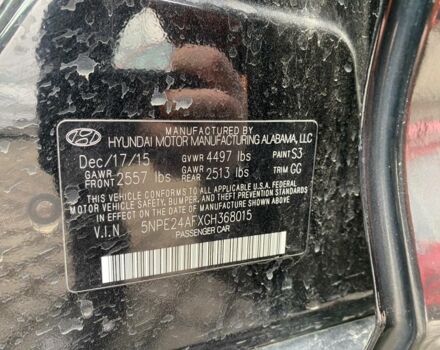 MANUFACTURED BY
HYUNDAI MOTOR MANUFACTURING ALABAMA, LLC
Dec/17/15 GVWR 4497 lbs PAINT S3
GAWR FRONT 2557 lbs GAWR REAR 2513 lbs TRIM GG
THIS VEHICLE CONFORMS TO ALL APPLICABLE U.S. FEDERAL
MOTOR VEHICLE SAFETY, BUMPER, AND THEFT PREVENTION STANDARDS
IN EFFECT ON THE DATE OF MANUFACTURE SHOWN ABOVE.
V.I.N 5NPE24AFXGH368015
PASSENGER CAR